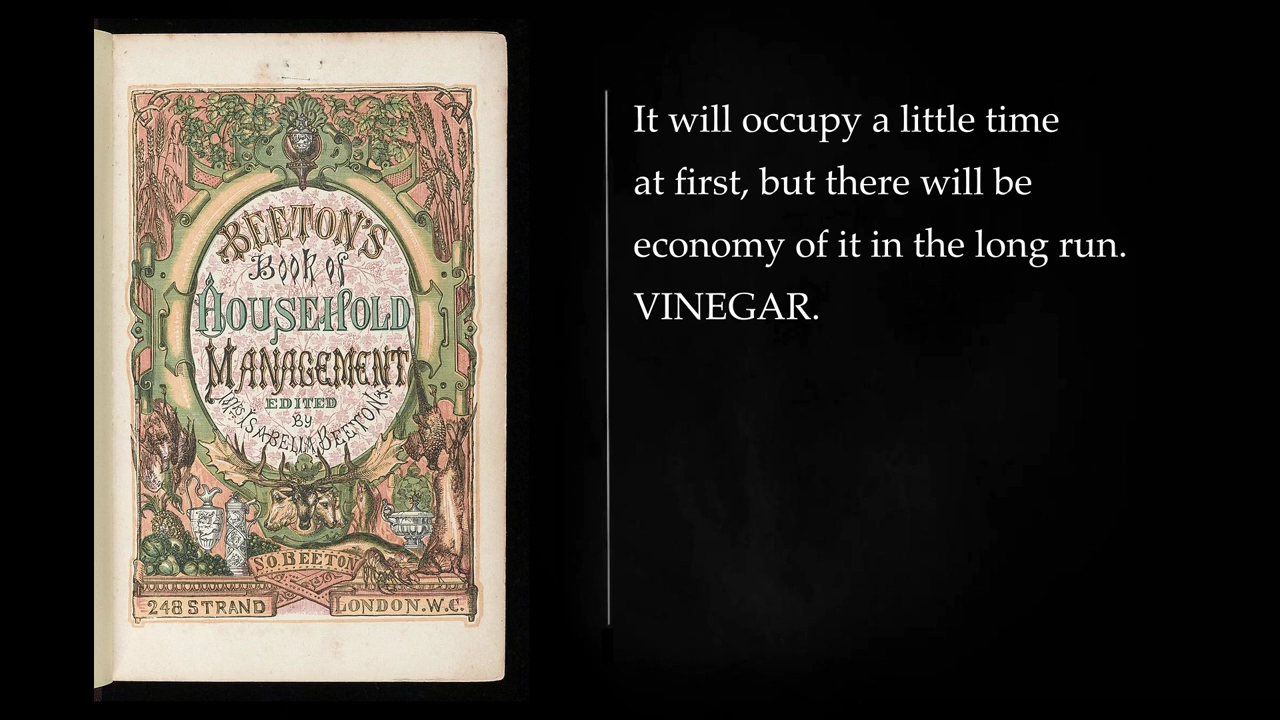 BEETON'S
Book of
HOUSEHOLD
MANAGEMENT
EDITED
BY
MRS ISABELLA BEETON
S.O. BEETON
248 STRAND
LONDON. W.C.
It will occupy a little time
at first, but there will be
economy of it in the long run.
VINEGAR.